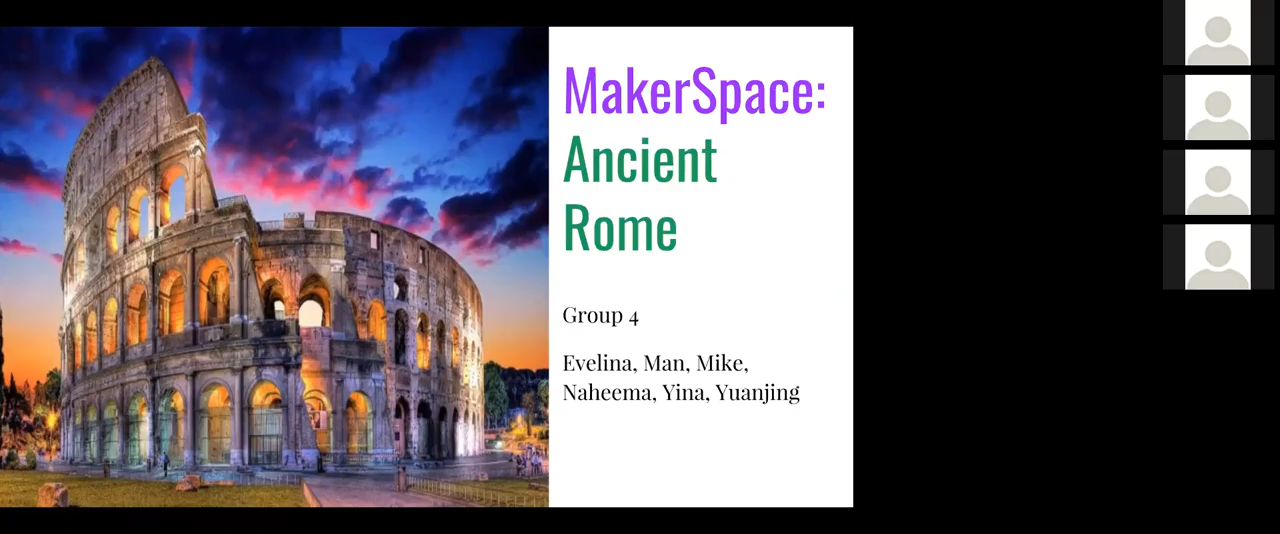 MakerSpace:
Ancient
Rome
Group 4
Evelina, Man, Mike,
Naheema, Yina, Yuanjing